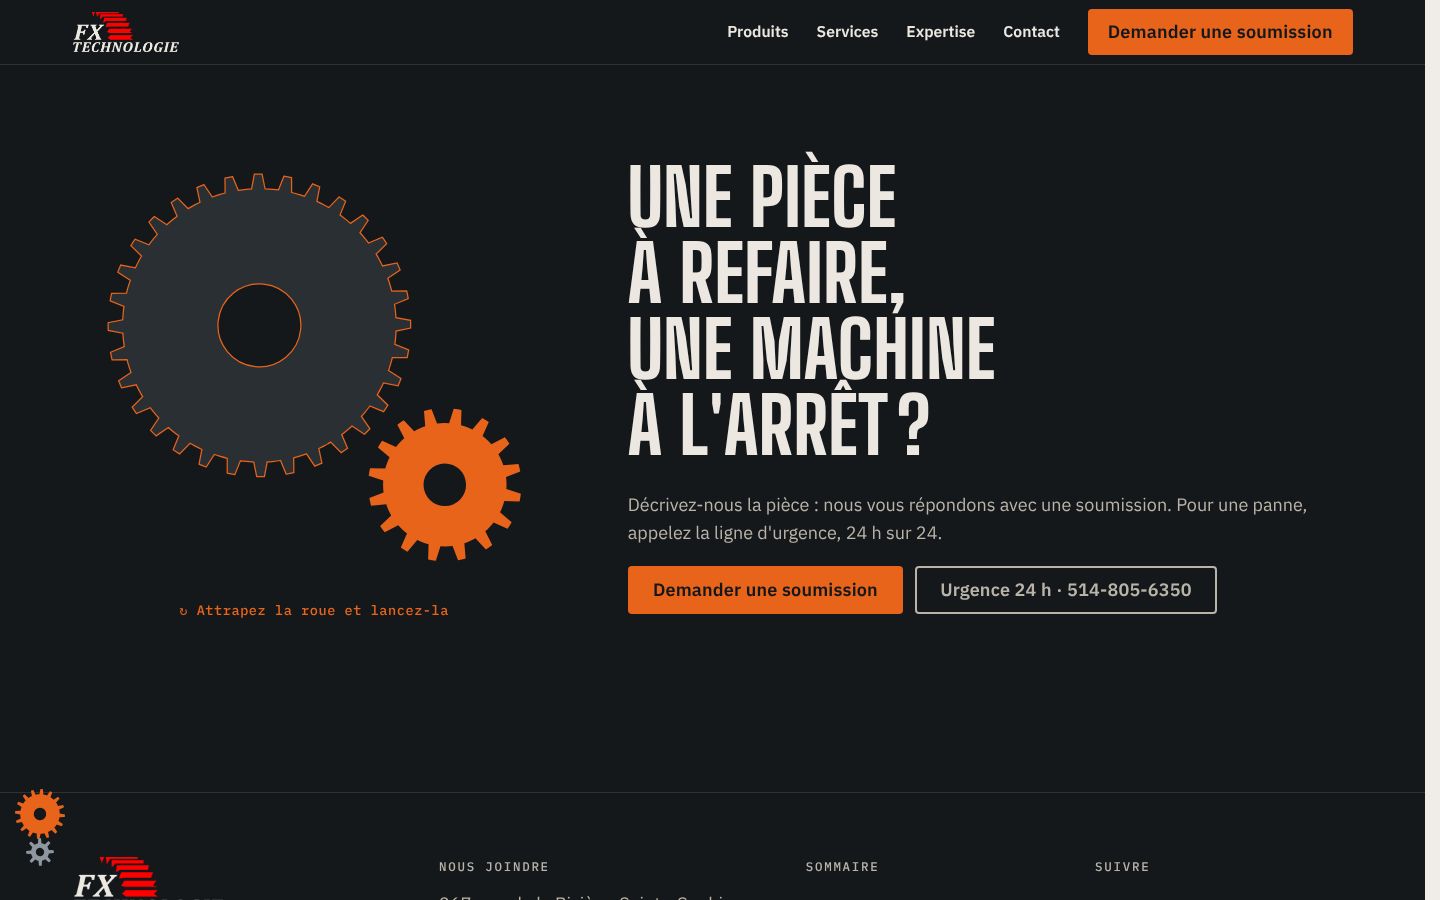 FX
TECHNOLOGIE
Produits
Services
Expertise
Contact
Demander une soumission
UNE PIÈCE
À REFAIRE,
UNE MACHINE
À L'ARRÊT ?
Décrivez-nous la pièce : nous vous répondons avec une soumission. Pour une panne,
appelez la ligne d'urgence, 24 h sur 24.
Demander une soumission
Urgence 24 h · 514-805-6350
↻ Attrapez la roue et lancez-la
FX
NOUS JOINDRE
SOMMAIRE
SUIVRE